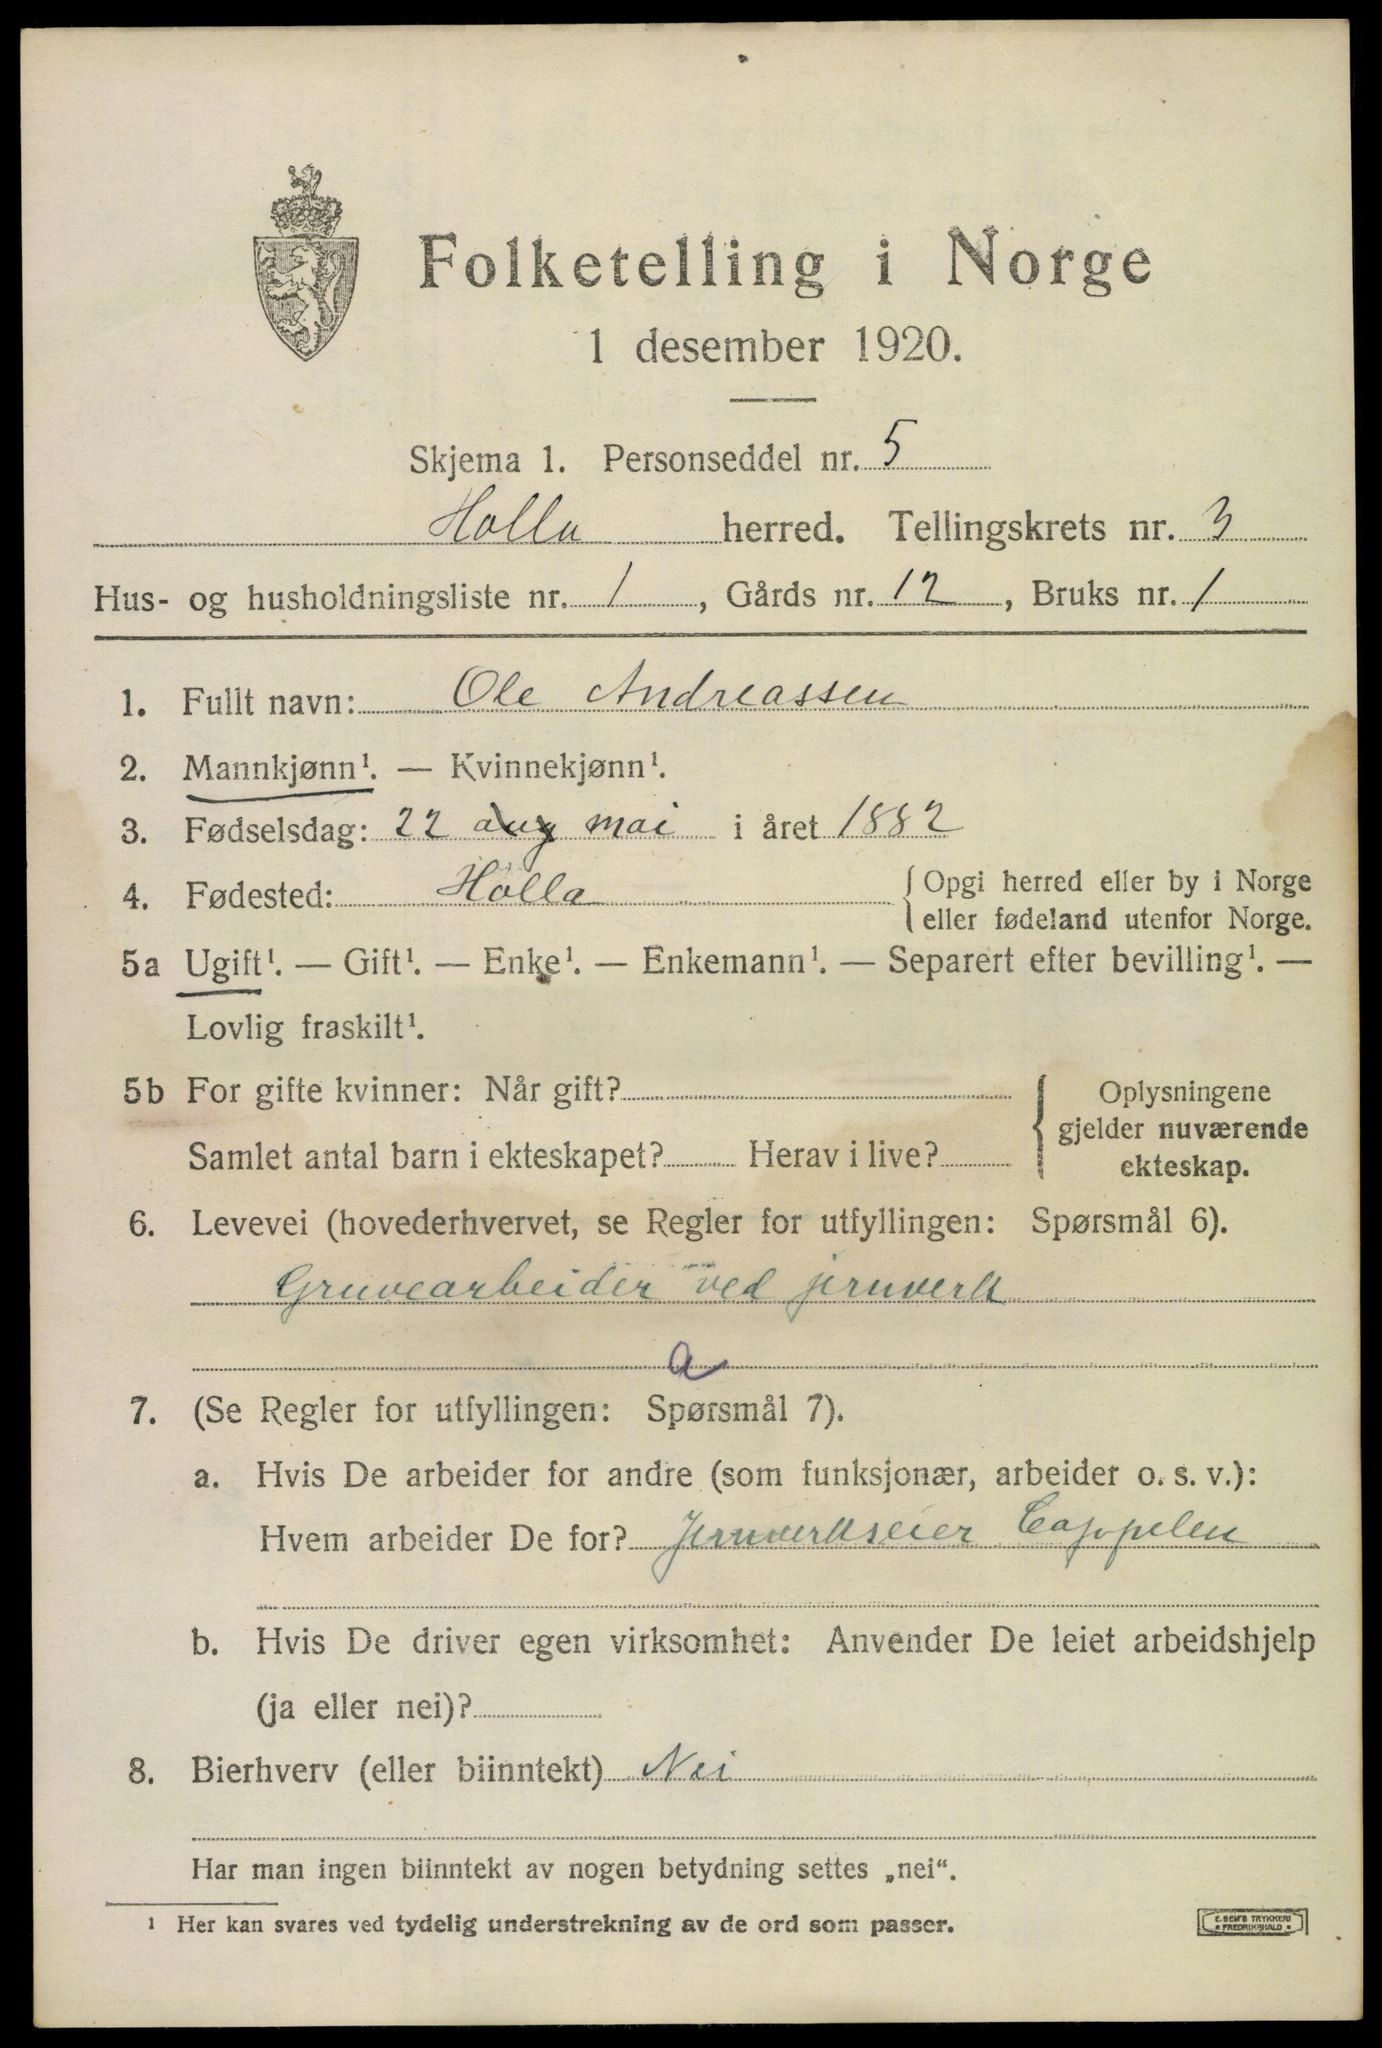 Folketelling i Norge
1 desember 1920.
Skjema 1. Personseddel nr. 5
Holla herred. Tellingskrets nr. 3
Hus- og husholdningsliste nr. 1, Gårds nr. 12, Bruks nr. 1
1. Fullt navn: Ole Andreassen
2. Mannkjønn¹. — Kvinnekjønn¹.
3. Fødselsdag: 22 aug mai i året 1882
4. Fødested: Holla {Opgi herred eller by i Norge
eller fødeland utenfor Norge.
5a Ugift¹. — Gift¹. — Enke¹. — Enkemann¹. — Separert efter bevilling¹. —
Lovlig fraskilt¹.
5b For gifte kvinner: Når gift? { Oplysningene
gjelder nuværende
Samlet antal barn i ekteskapet? Herav i live? ekteskap.
6. Levevei (hovederhvervet, se Regler for utfyllingen: Spørsmål 6).
Gruvearbeider ved jernverk
a
7. (Se Regler for utfyllingen: Spørsmål 7).
a. Hvis De arbeider for andre (som funksjonær, arbeider o. s. v.):
Hvem arbeider De for? Jernverkseier Cappelen
b. Hvis De driver egen virksomhet: Anvender De leiet arbeidshjelp
(ja eller nei)?
8. Bierhverv (eller biinntekt) Nei
Har man ingen biinntekt av nogen betydning settes „nei“.
¹ Her kan svares ved tydelig understrekning av de ord som passer.
E. SEM'S TRYKKERI
• FREDRIKSHALD •